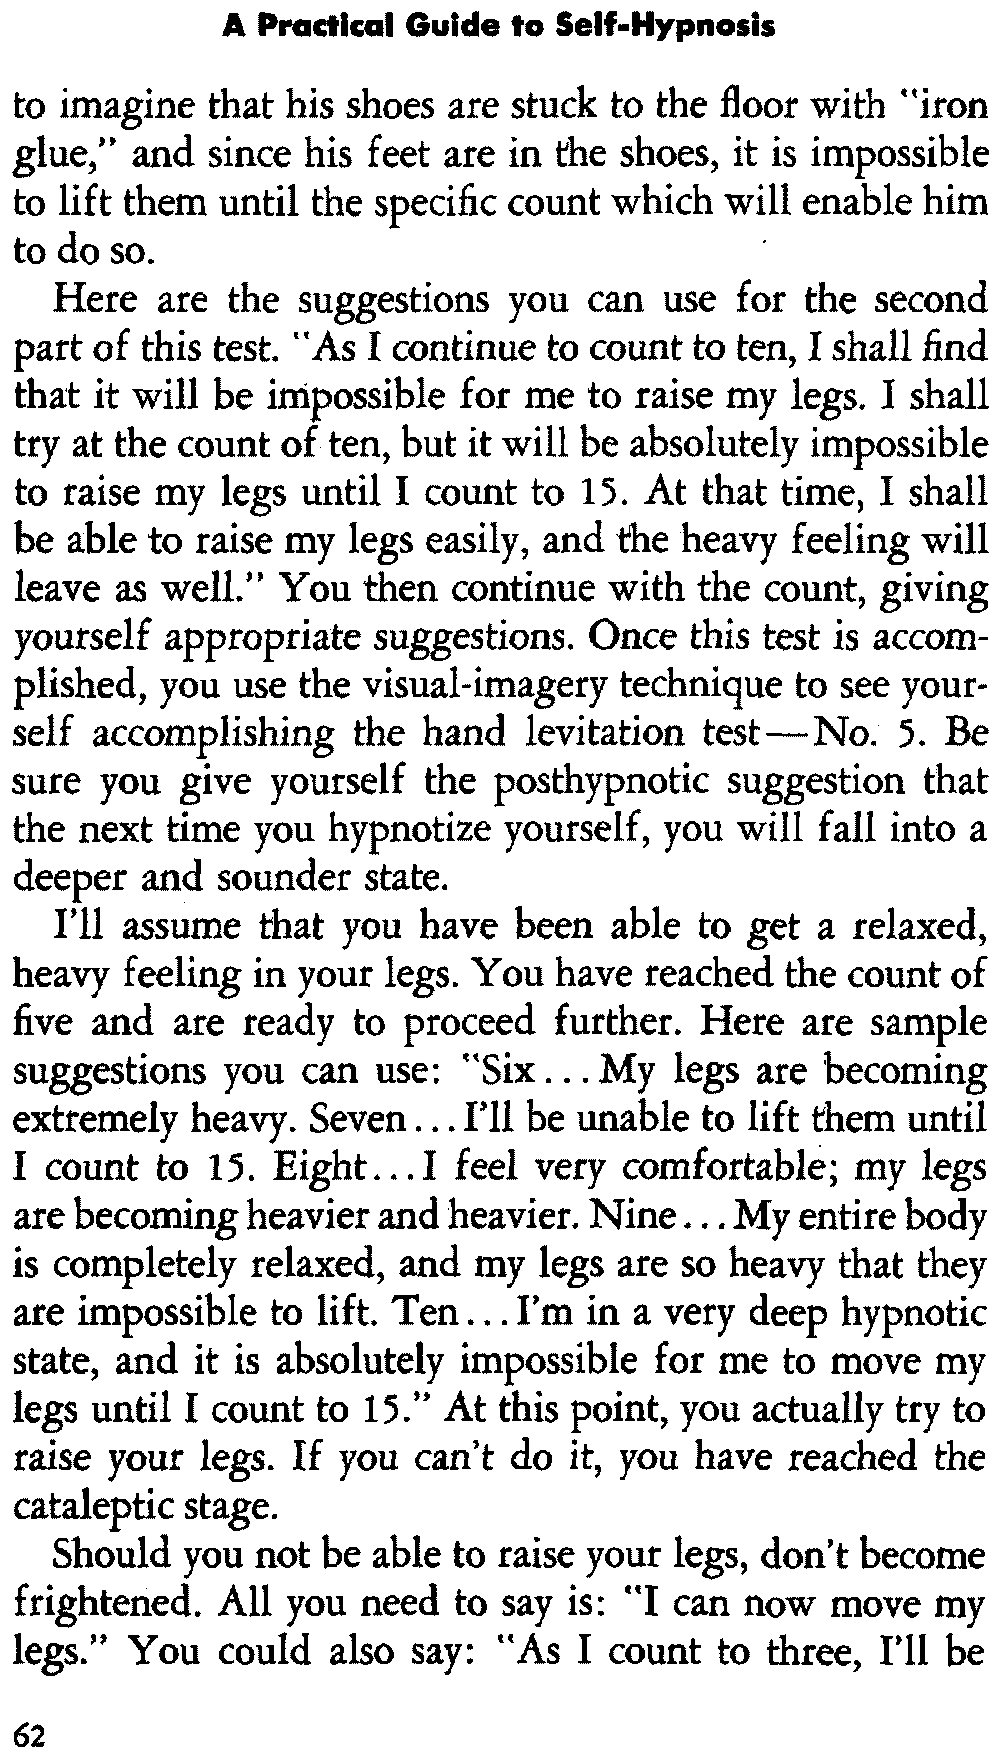 A Practical Guide to Self-Hypnosis
to imagine that his shoes are stuck to the floor with "iron
glue," and since his feet are in the shoes, it is impossible
to lift them until the specific count which will enable him
to do so.
Here are the suggestions you can use for the second
part of this test. "As I continue to count to ten, I shall find
that it will be impossible for me to raise my legs. I shall
try at the count of ten, but it will be absolutely impossible
to raise my legs until I count to 15. At that time, I shall
be able to raise my legs easily, and the heavy feeling will
leave as well." You then continue with the count, giving
yourself appropriate suggestions. Once this test is accom-
plished, you use the visual-imagery technique to see your-
self accomplishing the hand levitation test—No. 5. Be
sure you give yourself the posthypnotic suggestion that
the next time you hypnotize yourself, you will fall into a
deeper and sounder state.
I'll assume that you have been able to get a relaxed,
heavy feeling in your legs. You have reached the count of
five and are ready to proceed further. Here are sample
suggestions you can use: "Six... My legs are becoming
extremely heavy. Seven...I'll be unable to lift them until
I count to 15. Eight...I feel very comfortable; my legs
are becoming heavier and heavier. Nine... My entire body
is completely relaxed, and my legs are so heavy that they
are impossible to lift. Ten...I'm in a very deep hypnotic
state, and it is absolutely impossible for me to move my
legs until I count to 15." At this point, you actually try to
raise your legs. If you can't do it, you have reached the
cataleptic stage.
Should you not be able to raise your legs, don't become
frightened. All you need to say is: "I can now move my
legs." You could also say: "As I count to three, I'll be
62